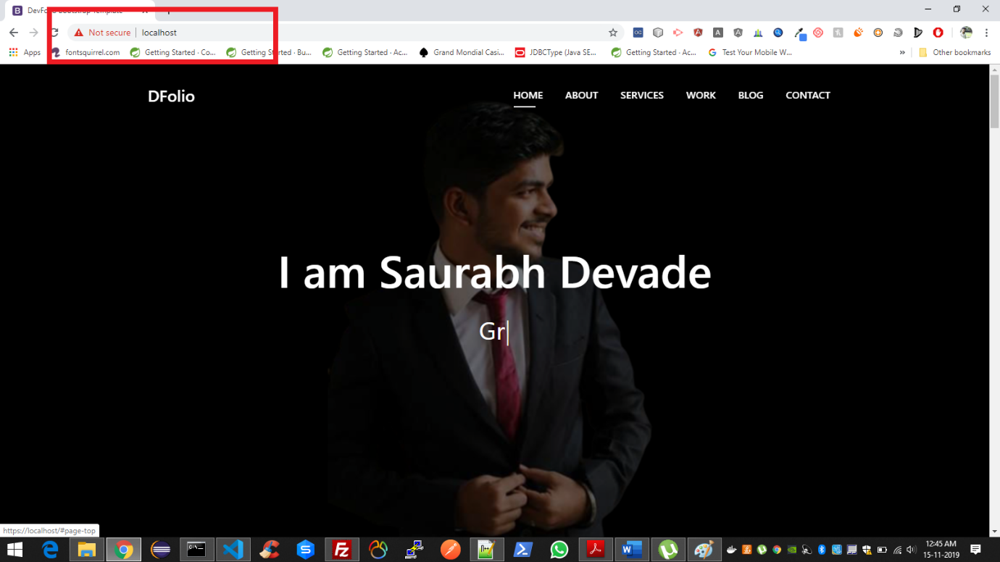 Not secure | localhost
Apps fontsquirrel.com Getting Started · Co... Getting Started · Bu... Getting Started · Ac... Grand Mondial Casi... JDBCType (Java SE... Getting Started · Ac... Test Your Mobile W... » Other bookmarks
DFolio HOME ABOUT SERVICES WORK BLOG CONTACT
I am Saurabh Devade
Gr
https://localhost/#page-top
12:45 AM
15-11-2019